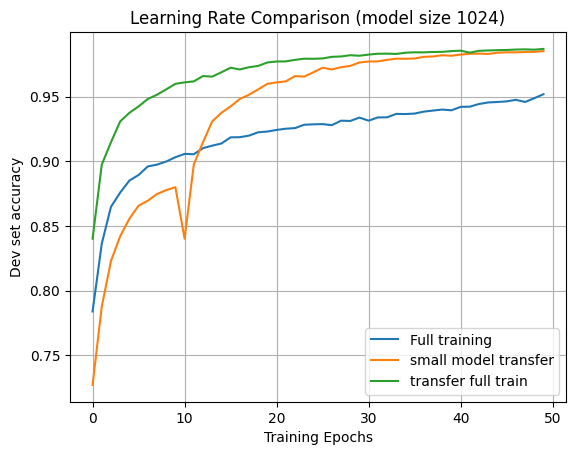 Learning Rate Comparison (model size 1024)
Dev set accuracy
0.95
0.90
0.85
0.80
0.75
Full training
small model transfer
transfer full train
0 10 20 30 40 50
Training Epochs